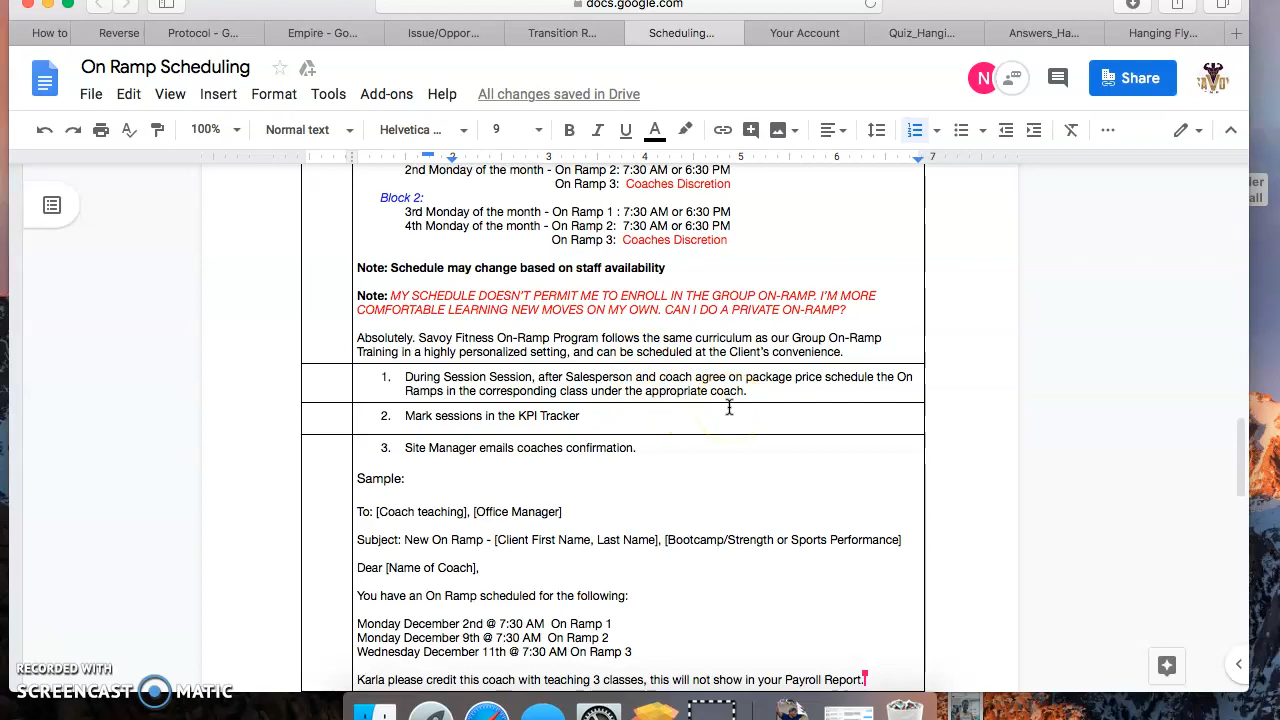 docs.google.com
How to
Reverse
Protocol - G...
Empire - Go...
Issue/Oppor...
Transition R...
Scheduling...
Your Account
Quiz_Hangi...
Answers_Ha...
Hanging Fly...
On Ramp Scheduling
File Edit View Insert Format Tools Add-ons Help All changes saved in Drive
N
Share
100% Normal text Helvetica ... 9 B I U A
2 3 4 5 6 7
2nd Monday of the month - On Ramp 2: 7:30 AM or 6:30 PM
On Ramp 3: Coaches Discretion
Block 2:
3rd Monday of the month - On Ramp 1 : 7:30 AM or 6:30 PM
4th Monday of the month - On Ramp 2: 7:30 AM or 6:30 PM
On Ramp 3: Coaches Discretion
Note: Schedule may change based on staff availability
Note: MY SCHEDULE DOESN'T PERMIT ME TO ENROLL IN THE GROUP ON-RAMP. I'M MORE
COMFORTABLE LEARNING NEW MOVES ON MY OWN. CAN I DO A PRIVATE ON-RAMP?
Absolutely. Savoy Fitness On-Ramp Program follows the same curriculum as our Group On-Ramp
Training in a highly personalized setting, and can be scheduled at the Client's convenience.
1. During Session Session, after Salesperson and coach agree on package price schedule the On
Ramps in the corresponding class under the appropriate coach.
2. Mark sessions in the KPI Tracker
3. Site Manager emails coaches confirmation.
Sample:
To: [Coach teaching], [Office Manager]
Subject: New On Ramp - [Client First Name, Last Name], [Bootcamp/Strength or Sports Performance]
Dear [Name of Coach],
You have an On Ramp scheduled for the following:
Monday December 2nd @ 7:30 AM On Ramp 1
Monday December 9th @ 7:30 AM On Ramp 2
Wednesday December 11th @ 7:30 AM On Ramp 3
Karla please credit this coach with teaching 3 classes, this will not show in your Payroll Report.
RECORDED WITH
SCREENCAST MATIC